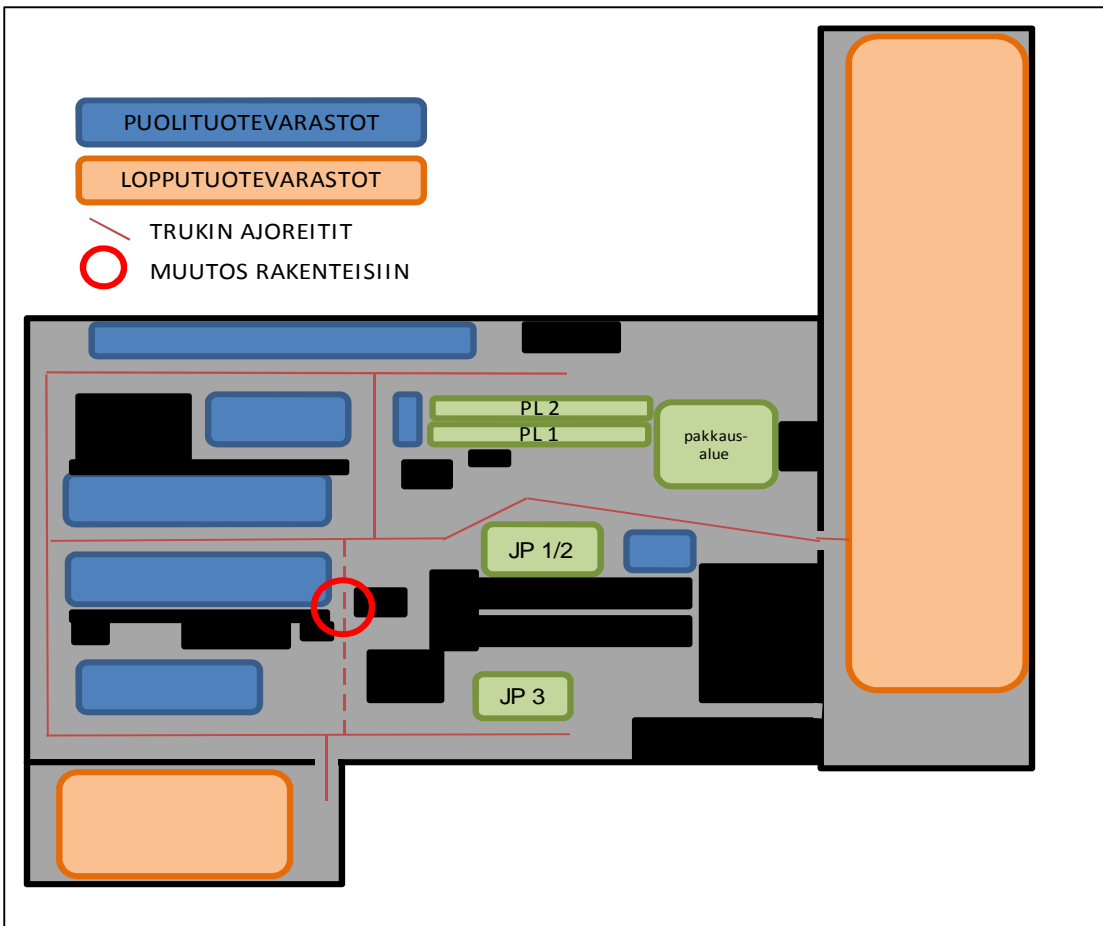 PUOLITUOTEVARASTOT
LOPPUTUOTEVARASTOT
TRUKIN AJOREITIT
MUUTOS RAKENTEISIIN
PL 2
PL 1
pakkaus-
alue
JP 1/2
JP 3